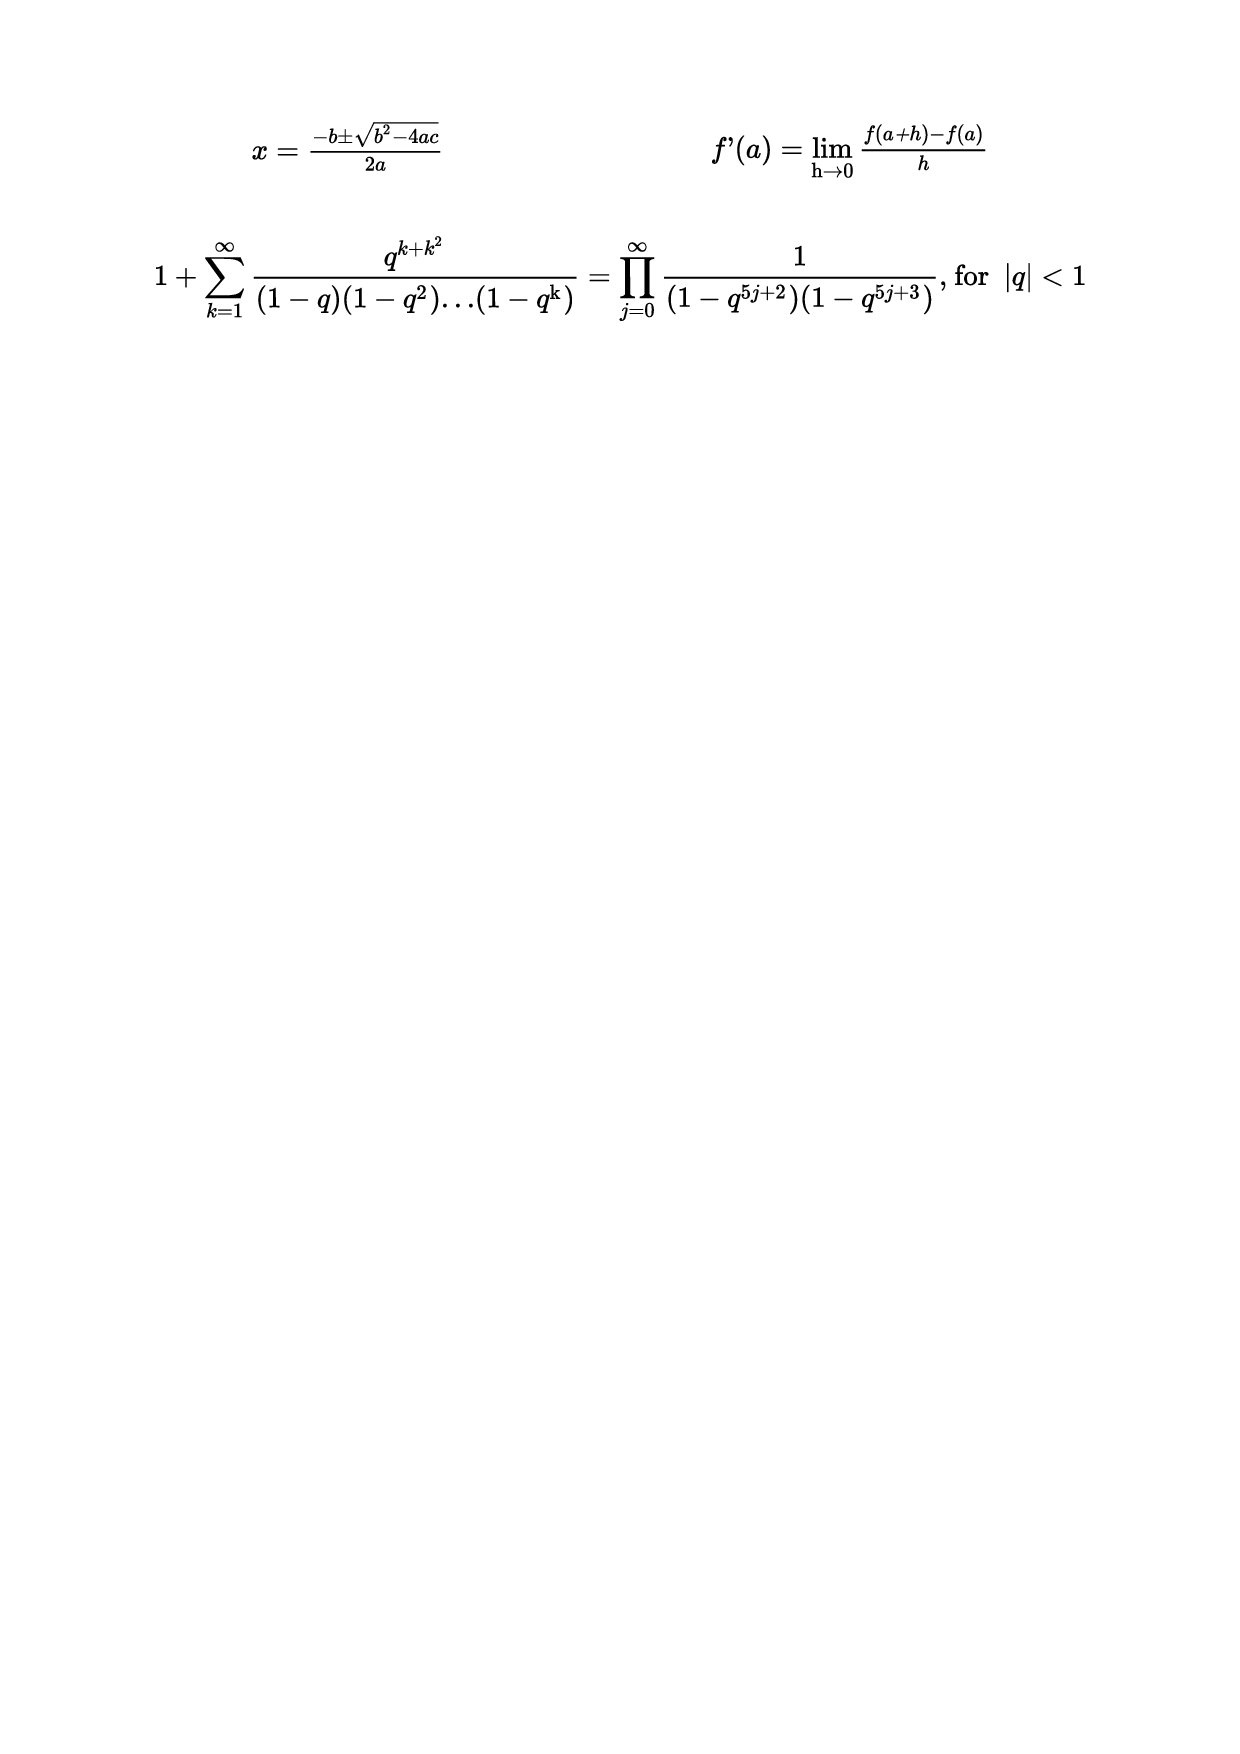 $x = \frac{-b \pm \sqrt{b^2 - 4ac}}{2a}$ $f'(a) = \lim_{\mathrm{h} \to 0} \frac{f(a+h) - f(a)}{h}$
$1 + \sum_{k=1}^{\infty} \frac{q^{k+k^2}}{(1-q)(1-q^2)\ldots(1-q^{\mathrm{k}})} = \prod_{j=0}^{\infty} \frac{1}{(1-q^{5j+2})(1-q^{5j+3})}$, for $|q| < 1$